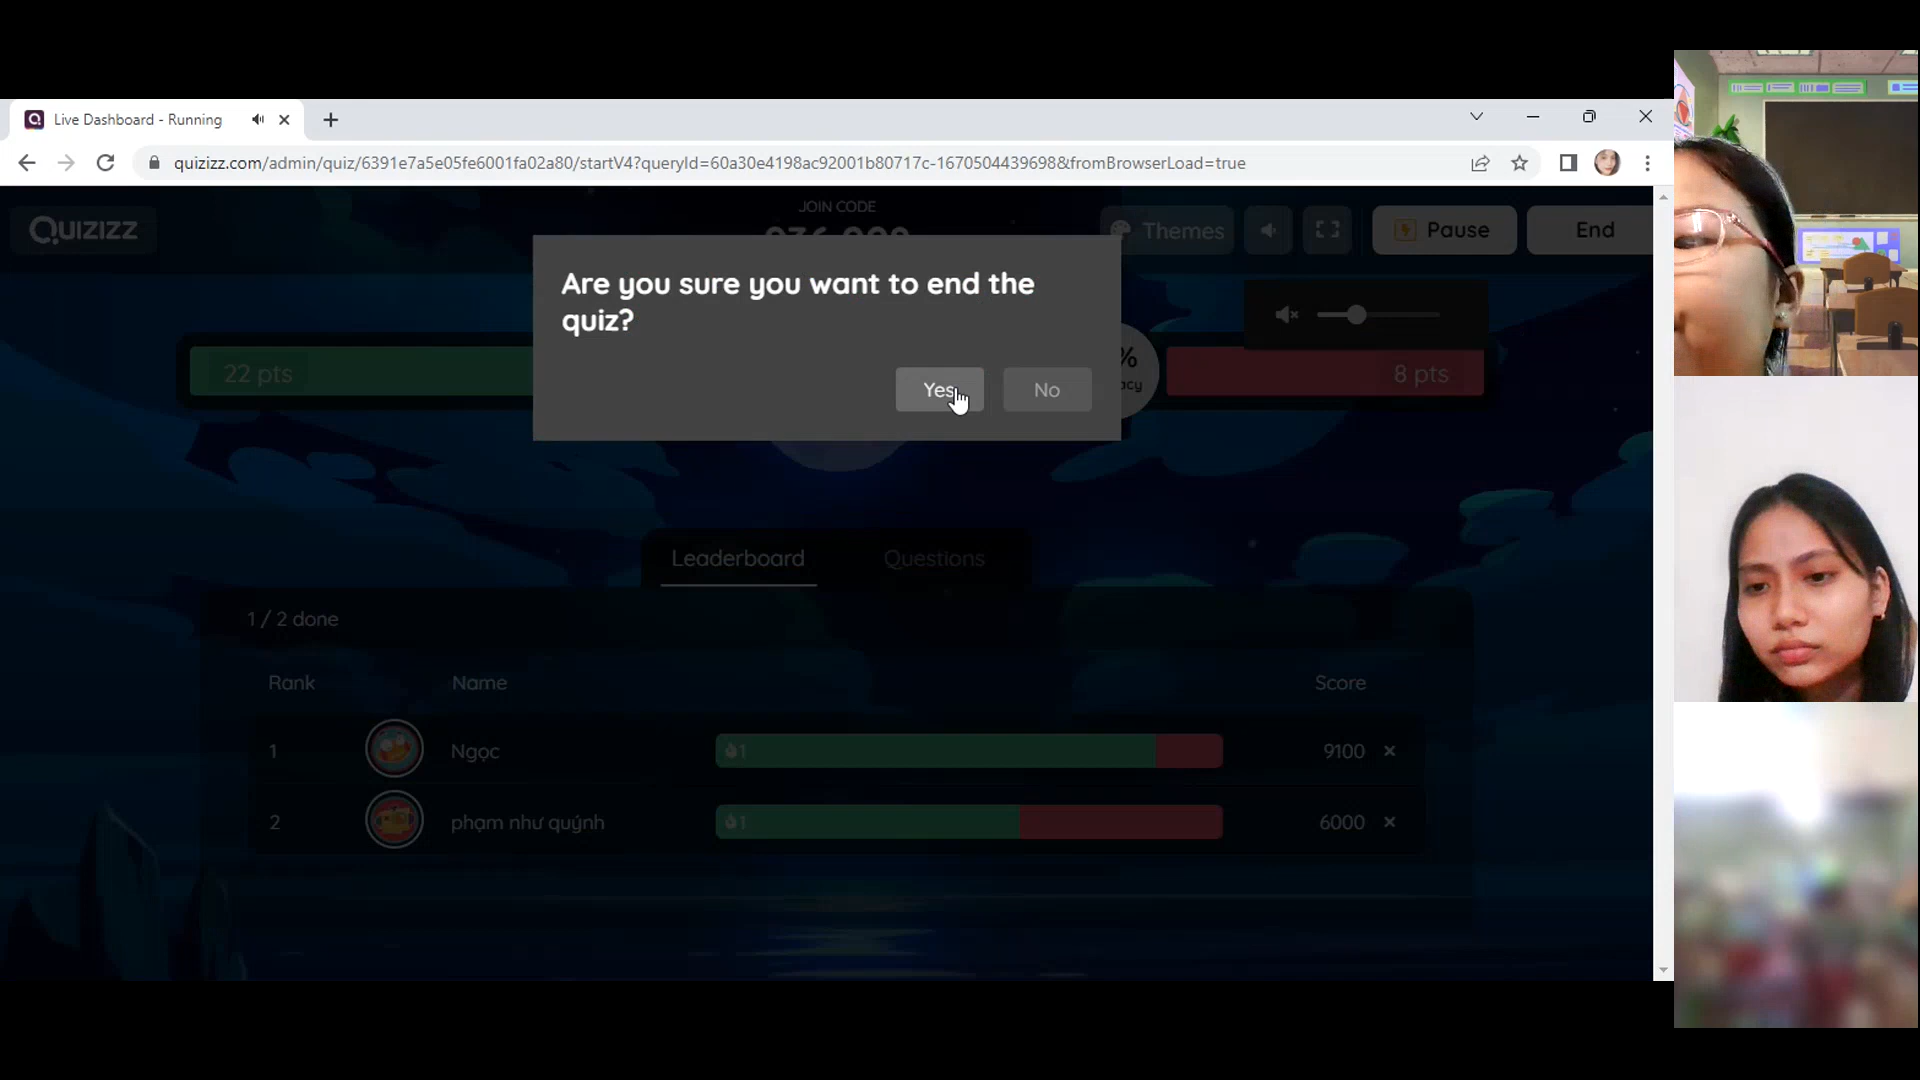 Live Dashboard - Running
quizizz.com/admin/quiz/6391e7a5e05fe6001fa02a80/startV4?queryId=60a30e4198ac92001b80717c-1670504439698&fromBrowserLoad=true
QUIZIZZ
JOIN CODE
Themes
Pause
End
Are you sure you want to end the
quiz?
Yes
No
22 pts
%
acy
8 pts
Leaderboard
Questions
1 / 2 done
Rank
Name
Score
1
Ngọc
1
9100
2
phạm như quýnh
1
6000